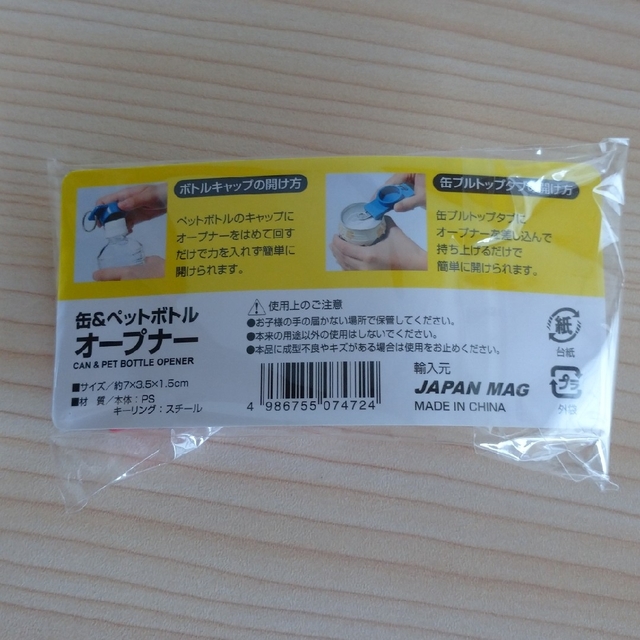 ボトルキャップの開け方
ペットボトルのキャップに
オープナーをはめて回す
だけで力を入れず簡単に
開けられます。
缶プルトップタブの開け方
缶プルトップタブに
オープナーを差し込んで
持ち上げるだけで
簡単に開けられます。
缶&ペットボトル
オープナー
CAN & PET BOTTLE OPENER
■サイズ/約7×3.5×1.5cm
■材 質/本体:PS
キーリング:スチール
⚠使用上のご注意
●お子様の手の届かない場所で保管してください。
●本来の用途以外の使用はしないでください。
●本品に成型不良やキズがある場合は使用をお止めください。
4 986755 074724
輸入元
JAPAN MAG
MADE IN CHINA
紙
台紙
プラ
外袋